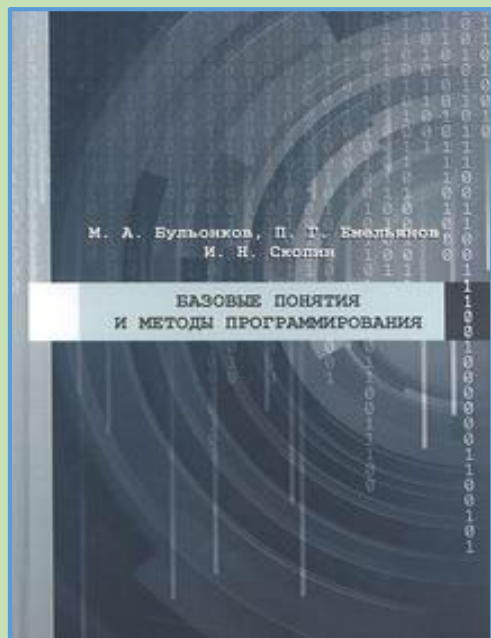 М. А. Бульонков, П. Г. Емельянов,
И. Н. Скопин
БАЗОВЫЕ ПОНЯТИЯ
И МЕТОДЫ ПРОГРАММИРОВАНИЯ